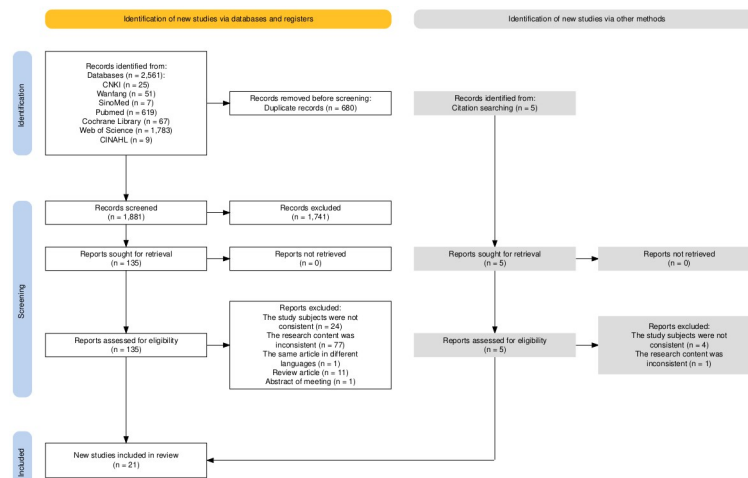 Identification of new studies via databases and registers
Identification of new studies via other methods
Identification
Records identified from:
Databases (n = 2,561):
CNKI (n = 25)
Wanfang (n = 51)
SinoMed (n = 7)
Pubmed (n = 619)
Cochrane Library (n = 67)
Web of Science (n = 1,783)
CINAHL (n = 9)
Records removed before screening:
Duplicate records (n = 680)
Records identified from:
Citation searching (n = 5)
Screening
Records screened
(n = 1,881)
Records excluded
(n = 1,741)
Reports sought for retrieval
(n = 135)
Reports not retrieved
(n = 0)
Reports sought for retrieval
(n = 5)
Reports not retrieved
(n = 0)
Reports assessed for eligibility
(n = 135)
Reports excluded:
The study subjects were not
consistent (n = 24)
The research content was
inconsistent (n = 77)
The same article in different
languages (n = 1)
Review article (n = 11)
Abstract of meeting (n = 1)
Reports assessed for eligibility
(n = 5)
Reports excluded:
The study subjects were not
consistent (n = 4)
The research content was
inconsistent (n = 1)
Included
New studies included in review
(n = 21)